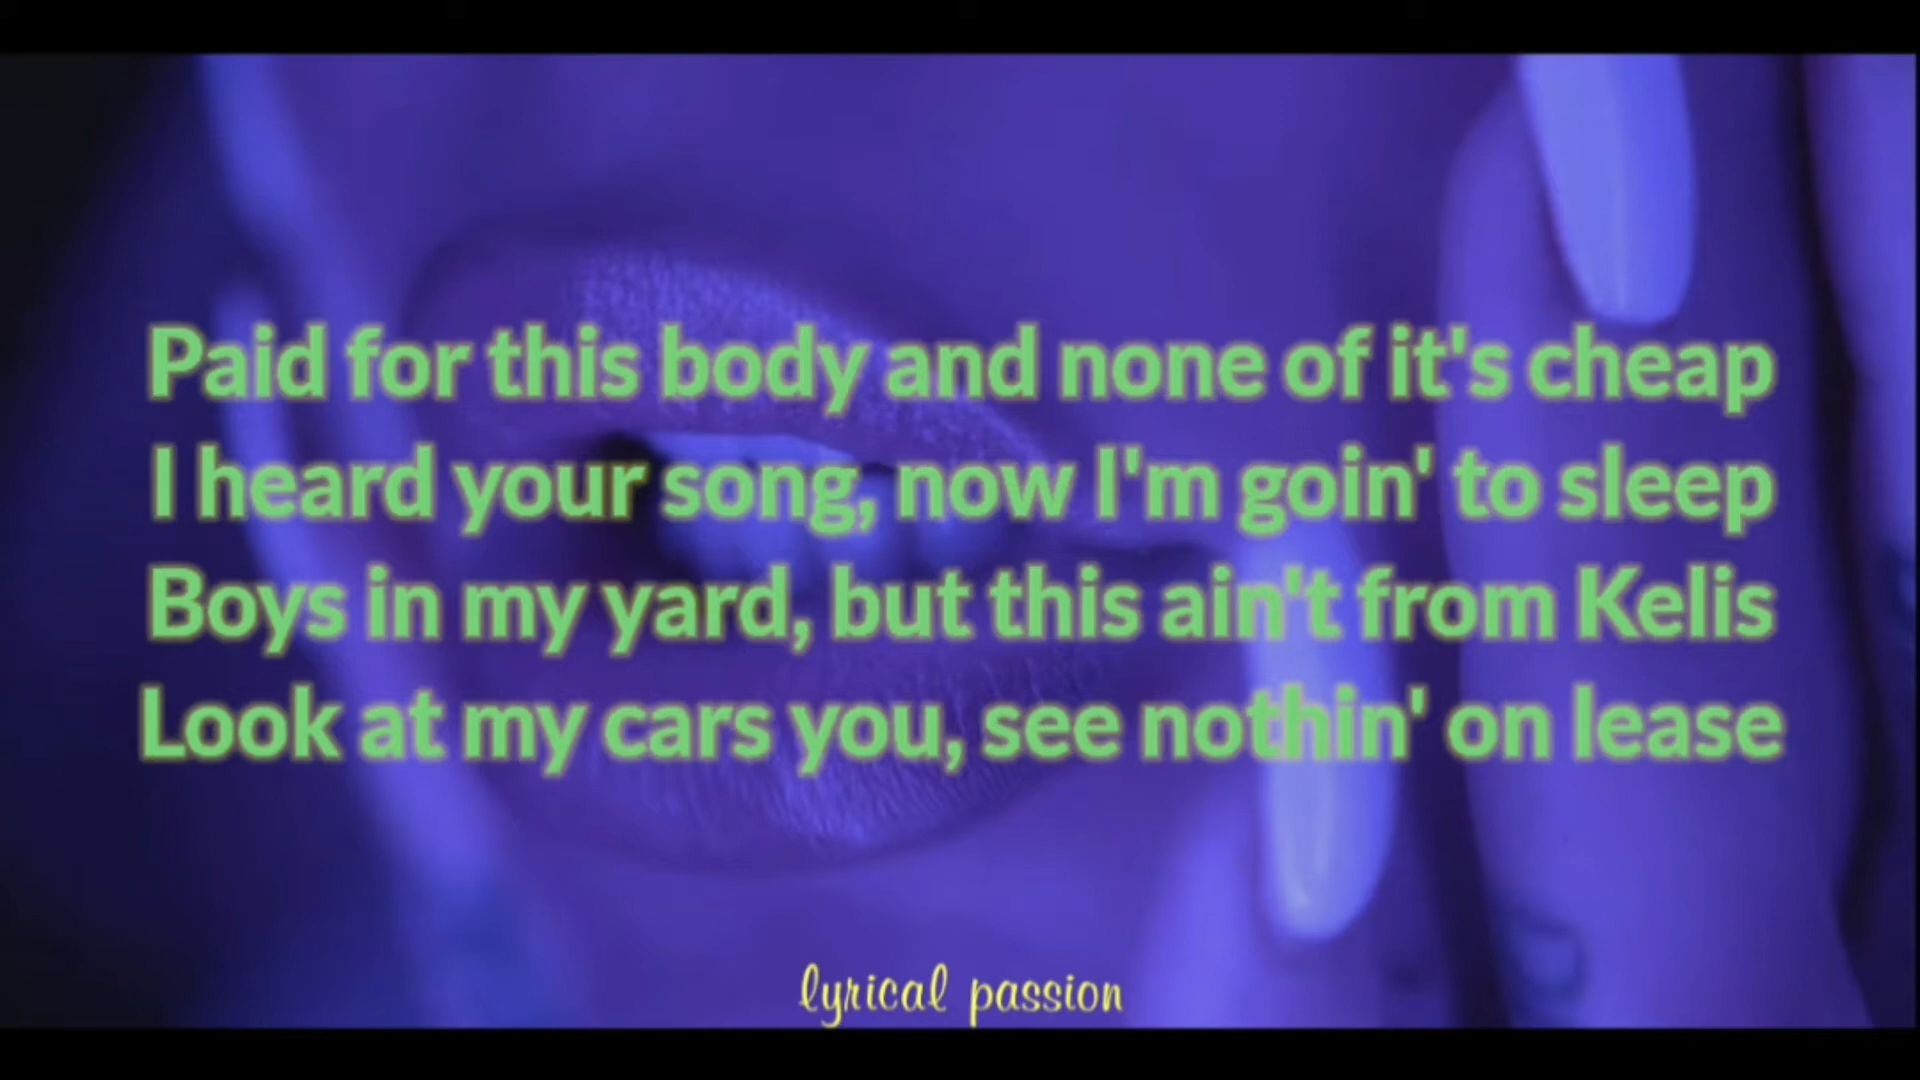 Paid for this body and none of it's cheap
I heard your song, now I'm goin' to sleep
Boys in my yard, but this ain't from Kelis
Look at my cars you, see nothin' on lease
lyrical passion